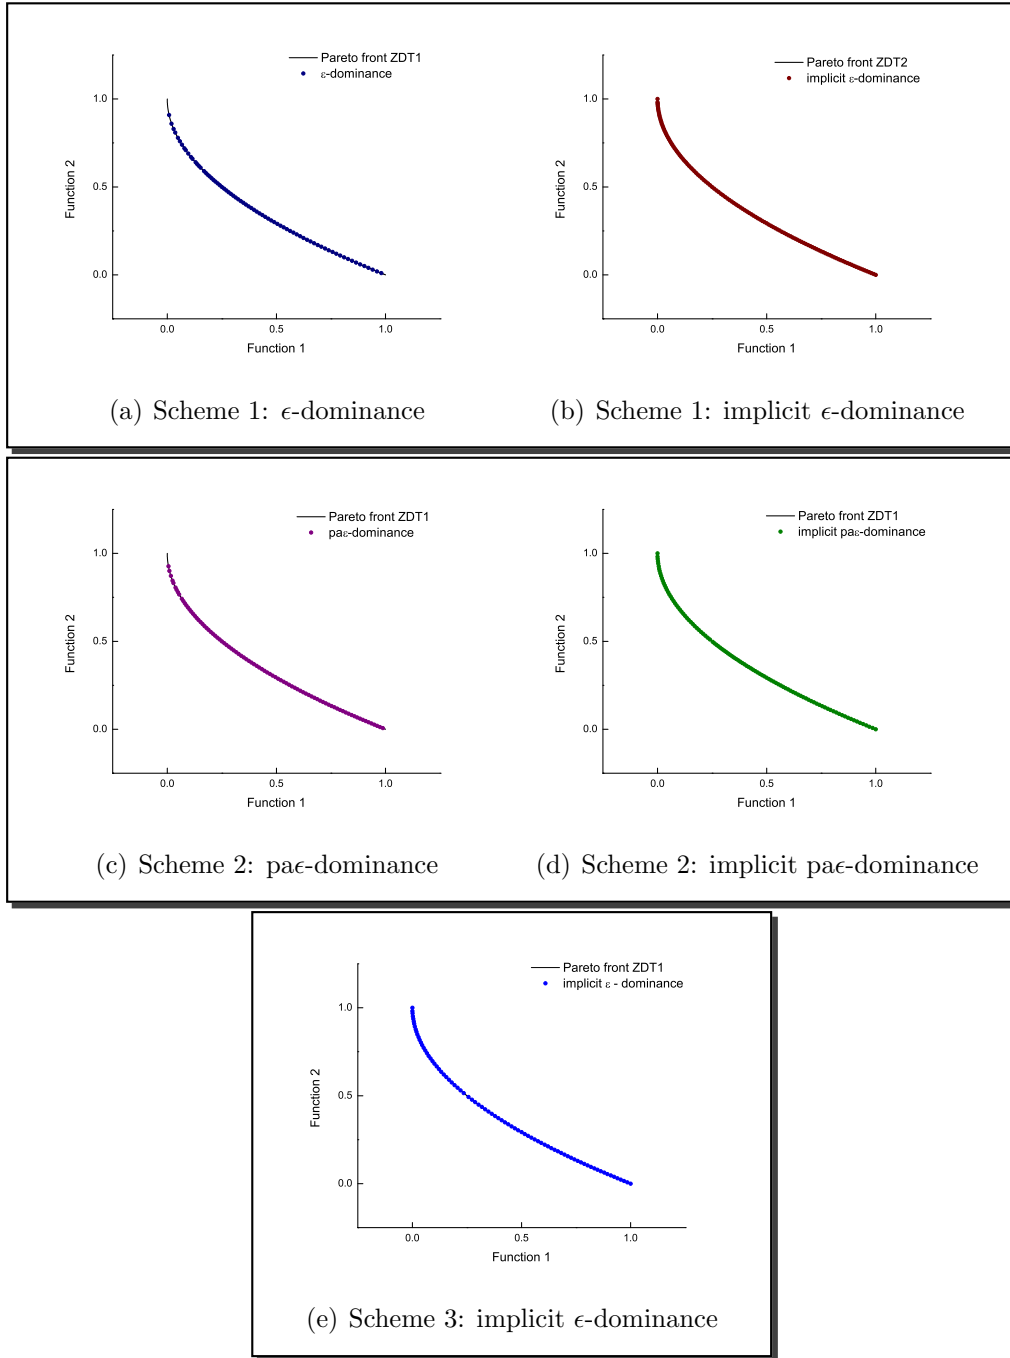 Pareto front ZDT1
ε-dominance
1.0
0.5
0.0
Function 2
0.0 0.5 1.0
Function 1
(a) Scheme 1: ϵ-dominance
Pareto front ZDT2
implicit ε-dominance
1.0
0.5
0.0
Function 2
0.0 0.5 1.0
Function 1
(b) Scheme 1: implicit ϵ-dominance
Pareto front ZDT1
paε-dominance
1.0
0.5
0.0
Function 2
0.0 0.5 1.0
Function 1
(c) Scheme 2: paϵ-dominance
Pareto front ZDT1
implicit paε-dominance
1.0
0.5
0.0
Function 2
0.0 0.5 1.0
Function 1
(d) Scheme 2: implicit paϵ-dominance
Pareto front ZDT1
implicit ε - dominance
1.0
0.5
0.0
Function 2
0.0 0.5 1.0
Function 1
(e) Scheme 3: implicit ϵ-dominance